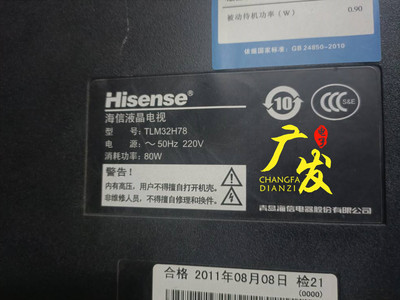 被动待机功率（W）
0.90
依据国家标准：GB 24850-2010
Hisense
海信液晶电视
型 号：TLM32H78
电 源：～50Hz 220V
消耗功率：80W
10
CCC
S&E
警告！
内有高压，用户不得擅自打开机壳。
非维修人员，不得擅自修理和换件。
广发
CHANGFA
DIANZI
青岛海信电器股份有限公司
合格 2011年08月08日 检21
(0000)